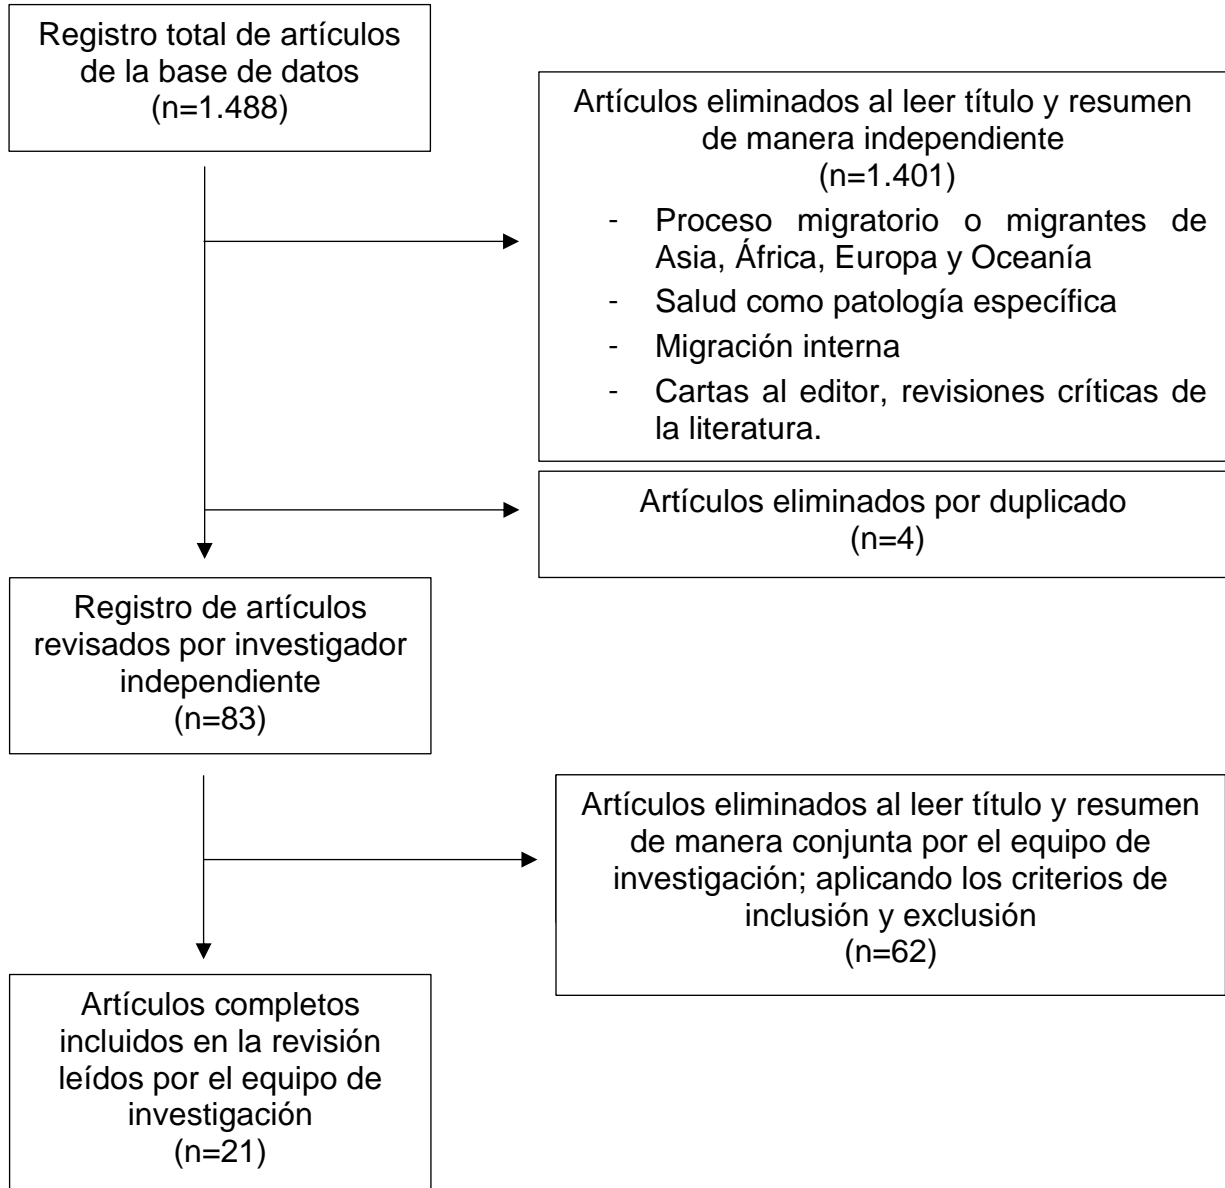 Registro total de artículos
de la base de datos
(n=1.488)
Artículos eliminados al leer título y resumen
de manera independiente
(n=1.401)
- Proceso migratorio o migrantes de
Asia, África, Europa y Oceanía
- Salud como patología específica
- Migración interna
- Cartas al editor, revisiones críticas de
la literatura.
Artículos eliminados por duplicado
(n=4)
Registro de artículos
revisados por investigador
independiente
(n=83)
Artículos eliminados al leer título y resumen
de manera conjunta por el equipo de
investigación; aplicando los criterios de
inclusión y exclusión
(n=62)
Artículos completos
incluidos en la revisión
leídos por el equipo de
investigación
(n=21)